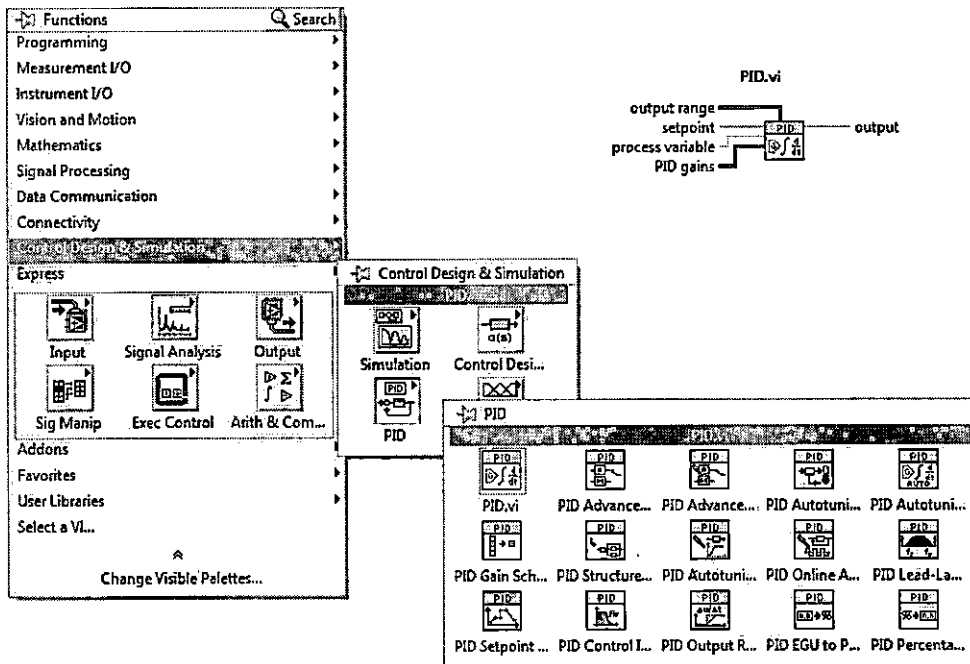 Functions
Search
Programming
Measurement I/O
Instrument I/O
Vision and Motion
Mathematics
Signal Processing
Data Communication
Connectivity
Control Design & Simulation
Express
Input
Signal Analysis
Output
Sig Manip
Exec Control
Arith & Com...
Addons
Favorites
User Libraries
Select a VI...
Change Visible Palettes...
PID.vi
output range
setpoint
process variable
PID gains
PID
output
Control Design & Simulation
PID
Simulation
Control Desi...
PID
PID
PID
PID.vi
PID Advance...
PID Advance...
PID Autotuni...
PID Autotuni...
PID Gain Sch...
PID Structure...
PID Autotuni...
PID Online A...
PID Lead-La...
PID Setpoint ...
PID Control I...
PID Output R...
PID EGU to P...
PID Percenta...